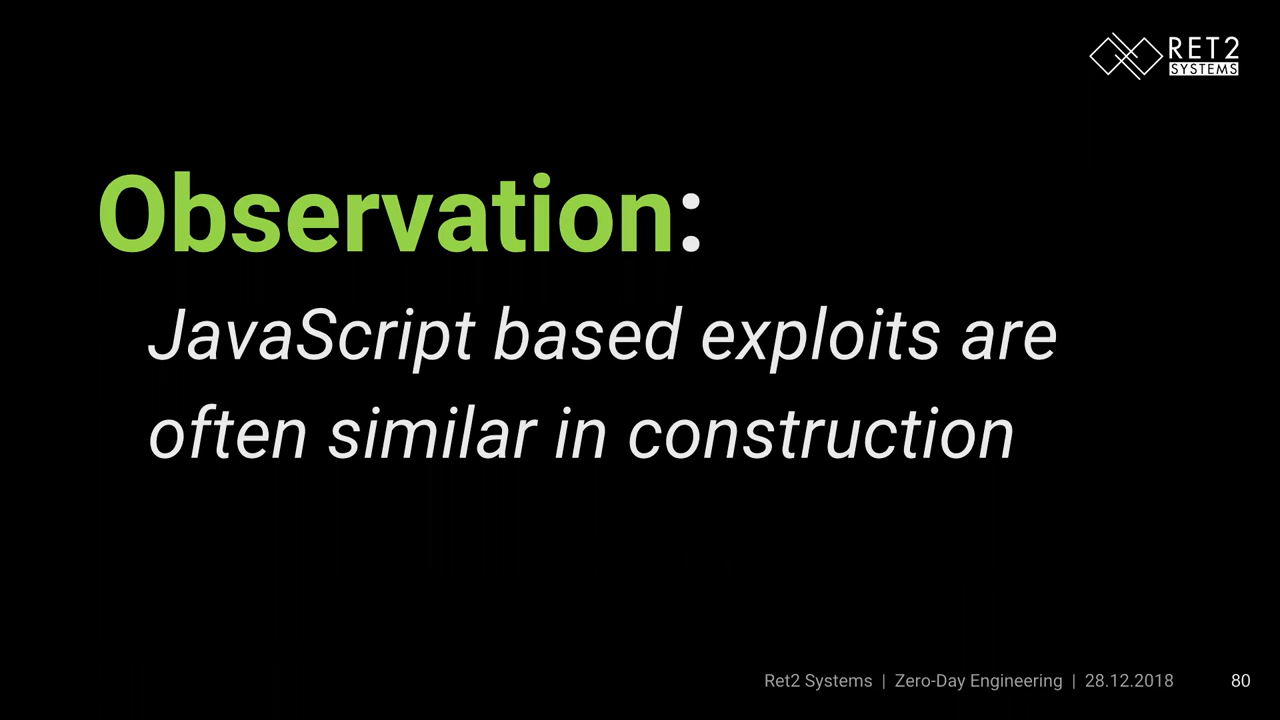 RET2
SYSTEMS
Observation:
JavaScript based exploits are
often similar in construction
Ret2 Systems | Zero-Day Engineering | 28.12.2018 80